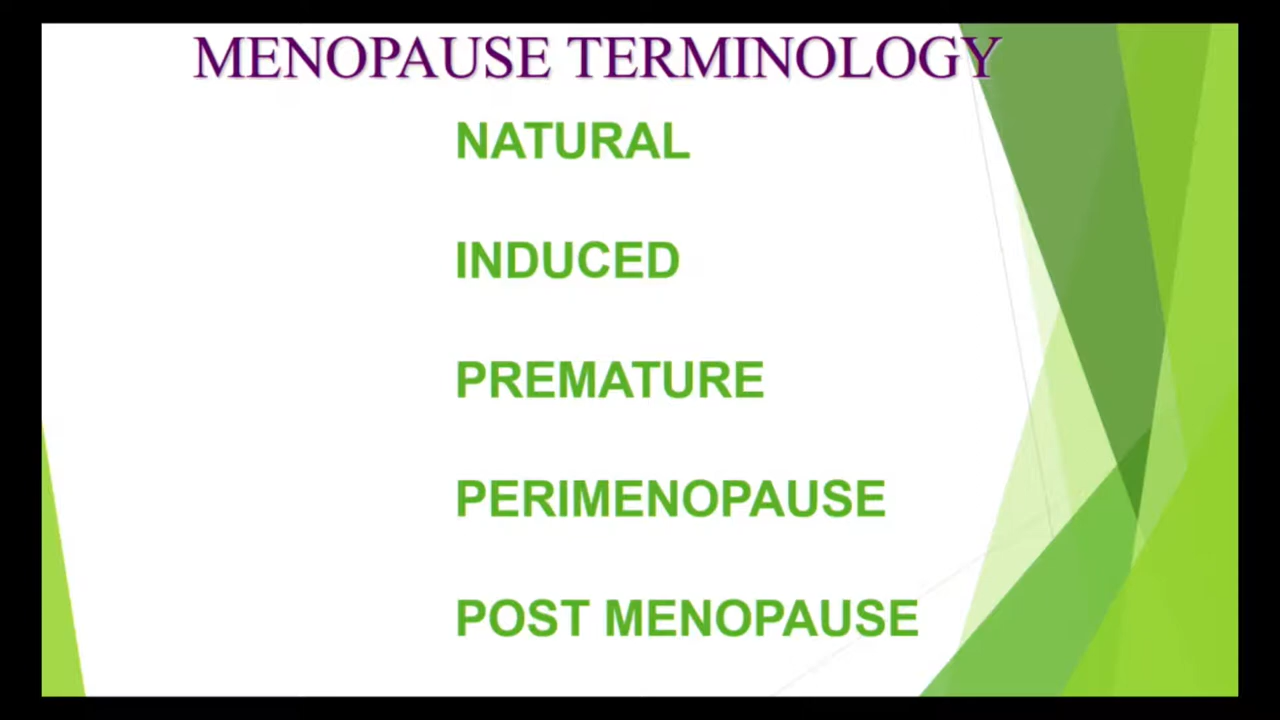 MENOPAUSE TERMINOLOGY
NATURAL
INDUCED
PREMATURE
PERIMENOPAUSE
POST MENOPAUSE